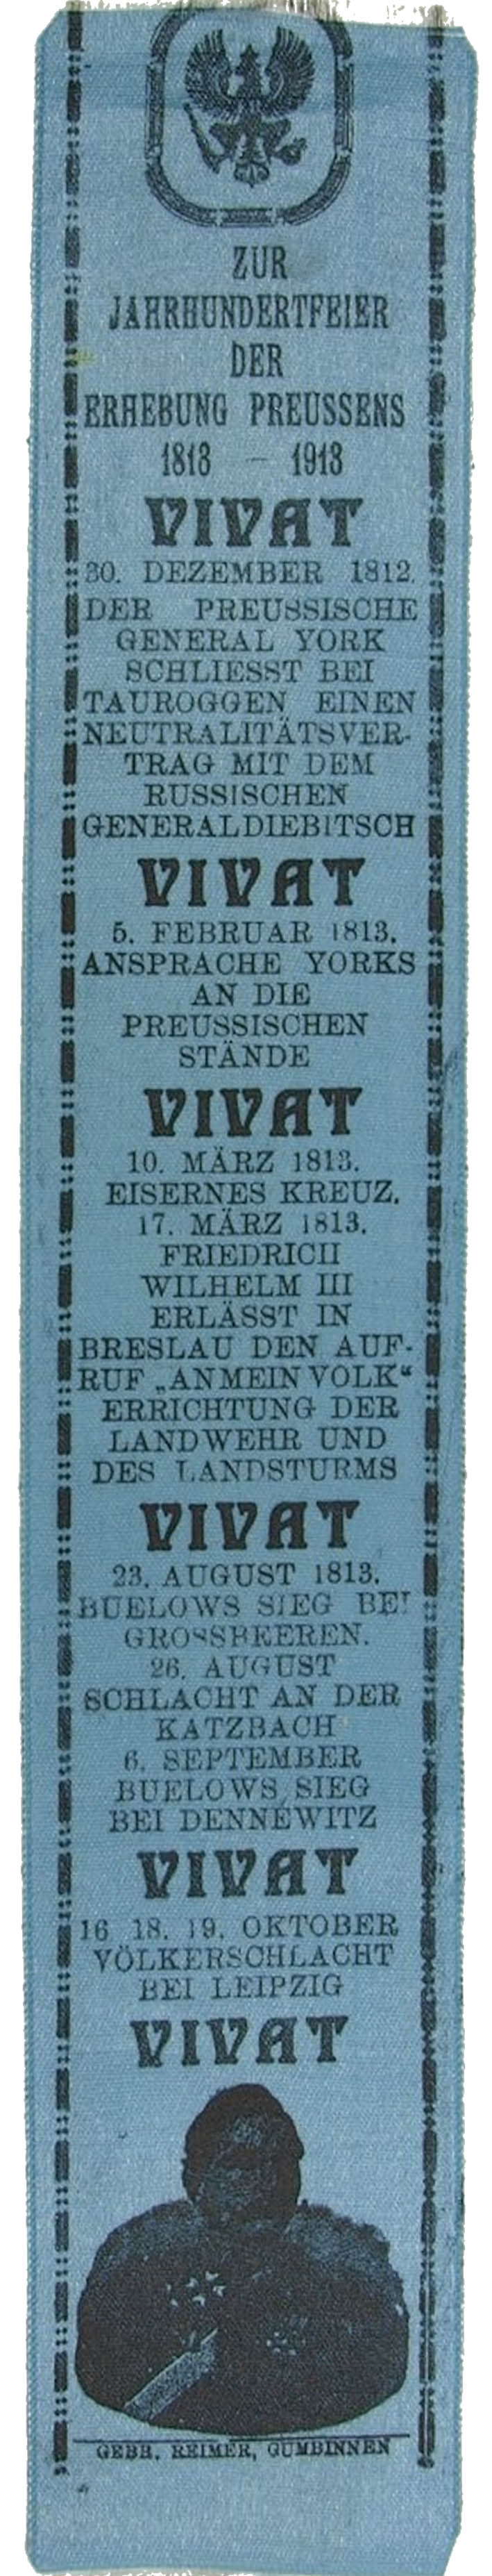 ZUR
JAHRHUNDERTFEIER
DER
ERHEBUNG PREUSSENS
1813 – 1913
VIVAT
30. DEZEMBER 1812.
DER PREUSSISCHE
GENERAL YORK
SCHLIESST BEI
TAUROGGEN EINEN
NEUTRALITÄTSVER-
TRAG MIT DEM
RUSSISCHEN
GENERAL DIEBITSCH
VIVAT
5. FEBRUAR 1813.
ANSPRACHE YORKS
AN DIE
PREUSSISCHEN
STÄNDE
VIVAT
10. MÄRZ 1813.
EISERNES KREUZ.
17. MÄRZ 1813.
FRIEDRICH
WILHELM III
ERLÄSST IN
BRESLAU DEN AUF-
RUF „AN MEIN VOLK“
ERRICHTUNG DER
LANDWEHR UND
DES LANDSTURMS
VIVAT
23. AUGUST 1813.
BUELOWS SIEG BEI
GROSSBEEREN.
26. AUGUST
SCHLACHT AN DER
KATZBACH
6. SEPTEMBER
BUELOWS SIEG
BEI DENNEWITZ
VIVAT
16 18. 19. OKTOBER
VÖLKERSCHLACHT
BEI LEIPZIG
VIVAT
GEBR. REIMER, GUMBINNEN